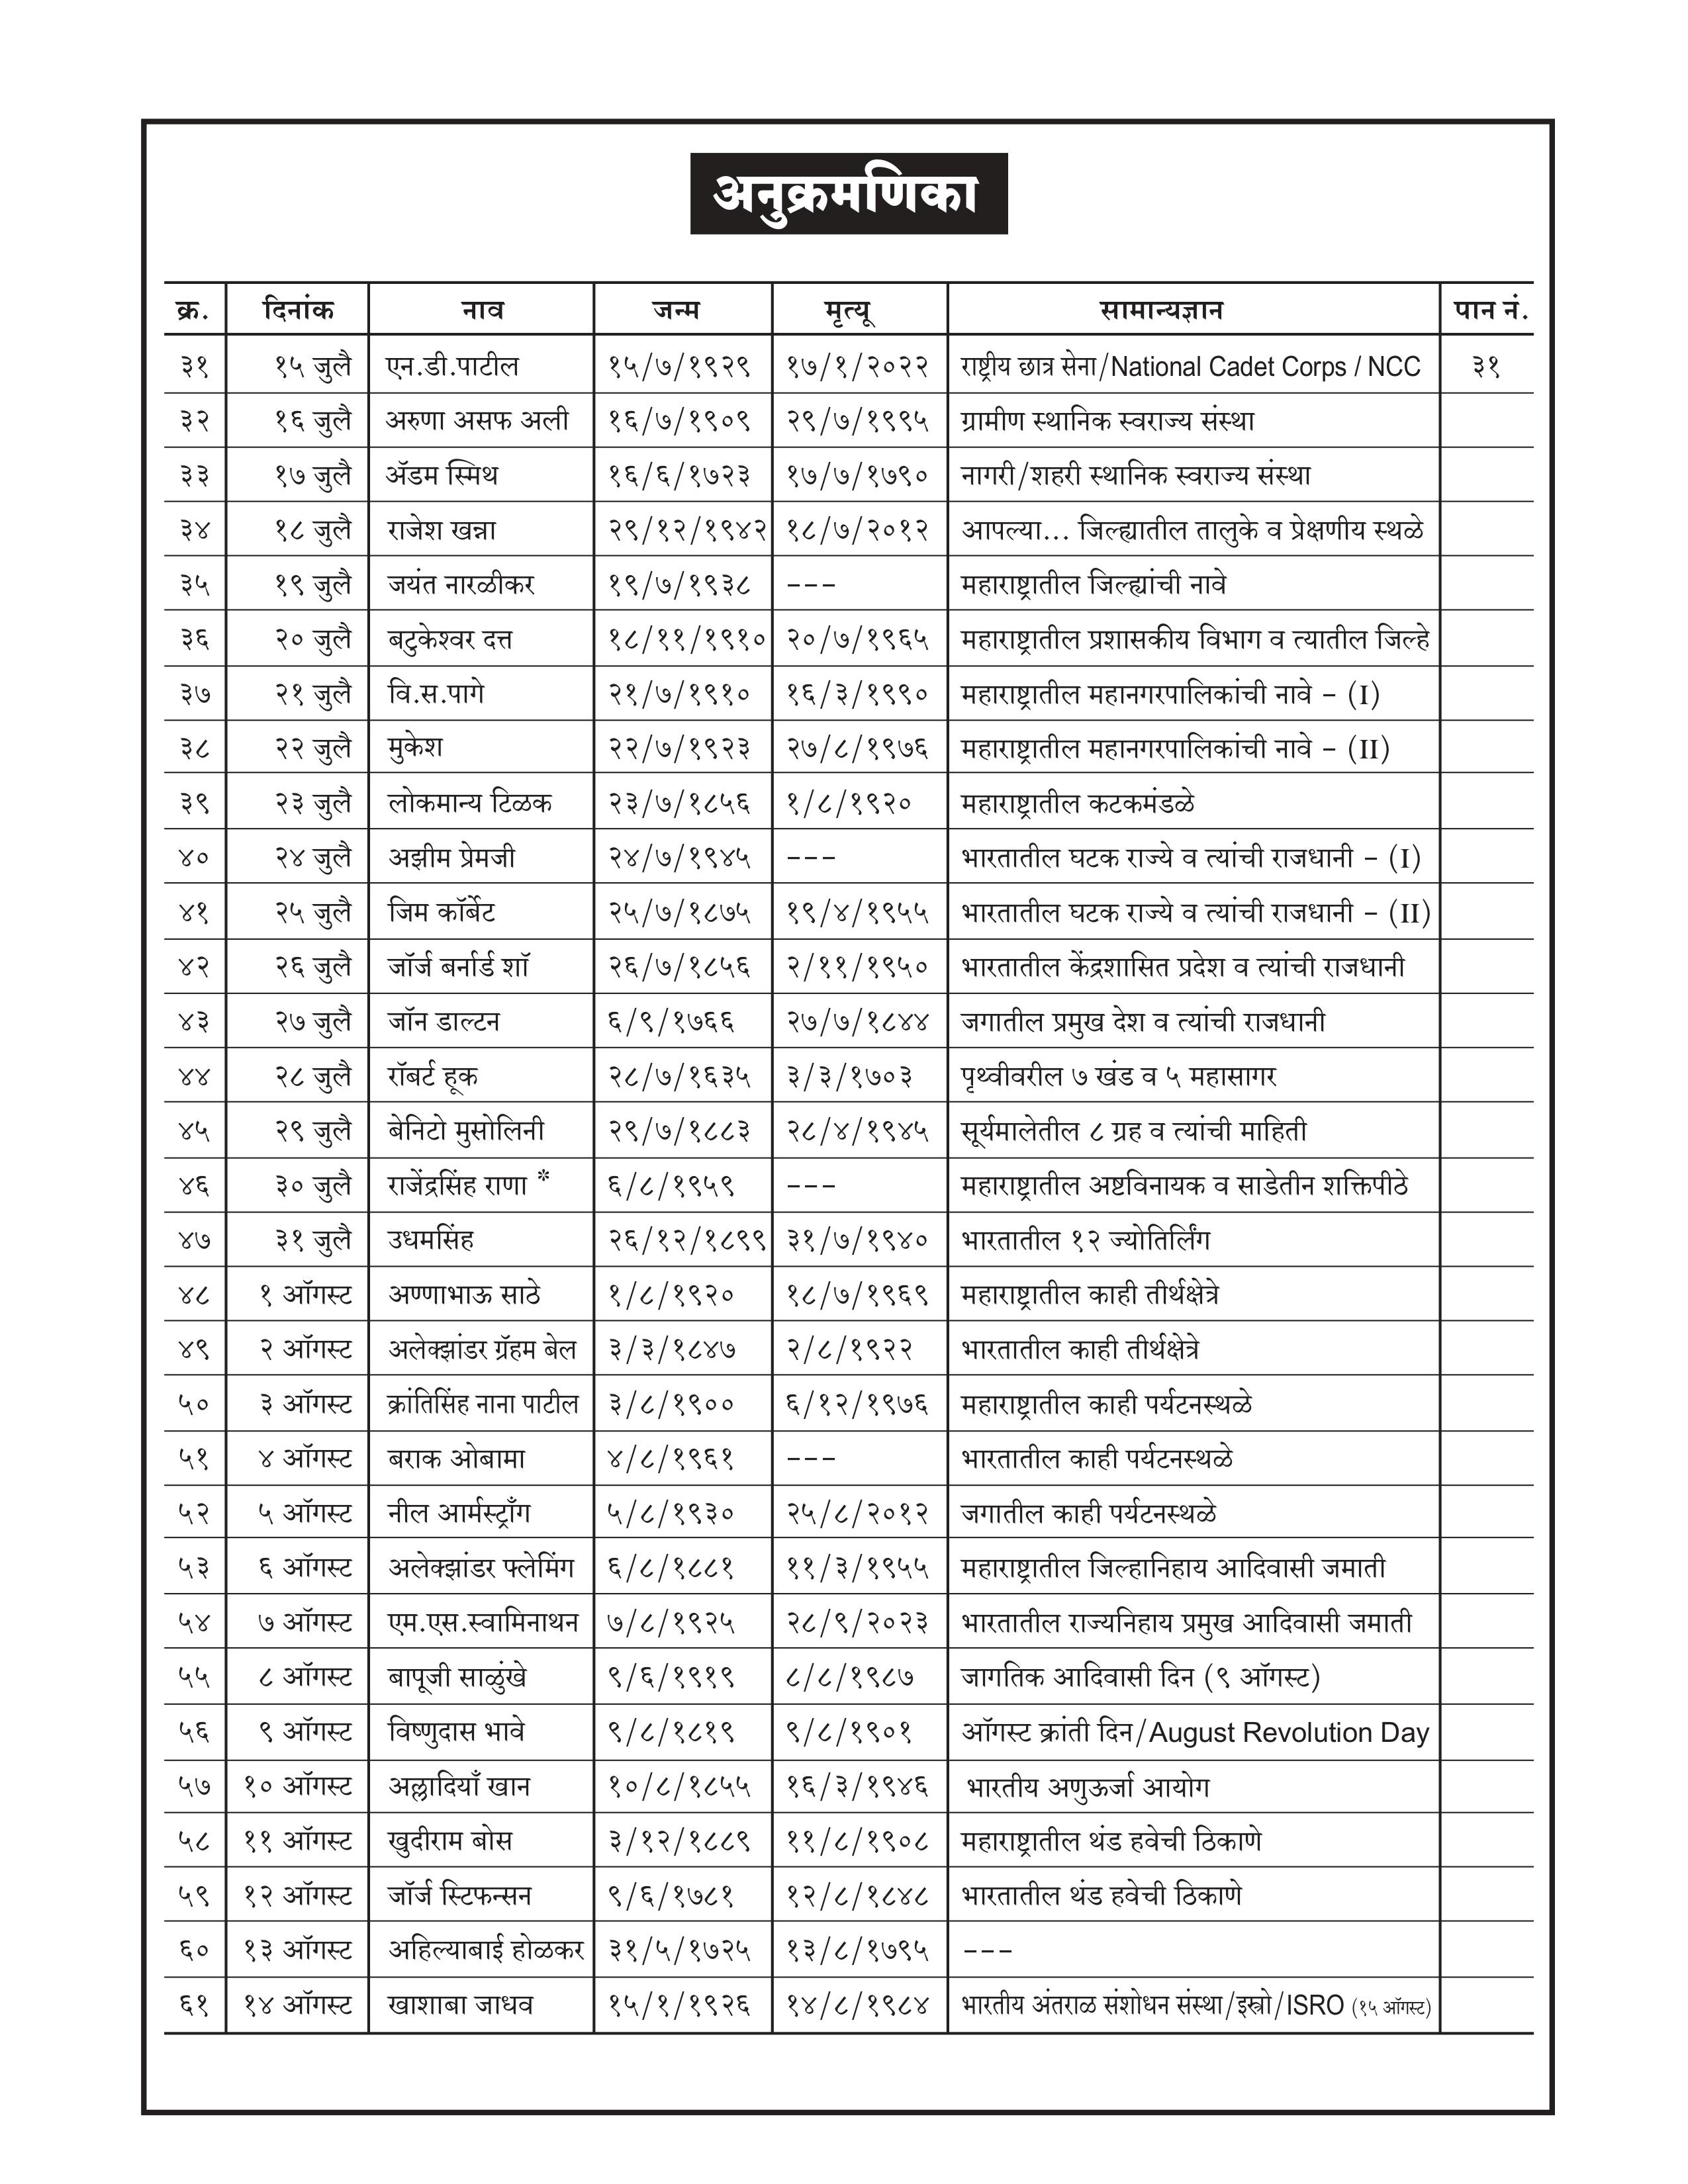 अनुक्रमणिका
क्र. दिनांक नाव जन्म मृत्यू सामान्यज्ञान पान नं.
३१ १५ जुलै एन.डी.पाटील १५/७/१९२९ १७/१/२०२२ राष्ट्रीय छात्र सेना/National Cadet Corps / NCC ३१
३२ १६ जुलै अरुणा असफ अली १६/७/१९०९ २९/७/१९९५ ग्रामीण स्थानिक स्वराज्य संस्था
३३ १७ जुलै ॲडम स्मिथ १६/६/१७२३ १७/७/१७९० नागरी/शहरी स्थानिक स्वराज्य संस्था
३४ १८ जुलै राजेश खन्ना २९/१२/१९४२ १८/७/२०१२ आपल्या... जिल्ह्यातील तालुके व प्रेक्षणीय स्थळे
३५ १९ जुलै जयंत नारळीकर १९/७/१९३८ --- महाराष्ट्रातील जिल्ह्यांची नावे
३६ २० जुलै बटुकेश्वर दत्त १८/११/१९१० २०/७/१९६५ महाराष्ट्रातील प्रशासकीय विभाग व त्यातील जिल्हे
३७ २१ जुलै वि.स.पागे २१/७/१९१० १६/३/१९९० महाराष्ट्रातील महानगरपालिकांची नावे - (I)
३८ २२ जुलै मुकेश २२/७/१९२३ २७/८/१९७६ महाराष्ट्रातील महानगरपालिकांची नावे - (II)
३९ २३ जुलै लोकमान्य टिळक २३/७/१८५६ १/८/१९२० महाराष्ट्रातील कटकमंडळे
४० २४ जुलै अझीम प्रेमजी २४/७/१९४५ --- भारतातील घटक राज्ये व त्यांची राजधानी - (I)
४१ २५ जुलै जिम कॉर्बेट २५/७/१८७५ १९/४/१९५५ भारतातील घटक राज्ये व त्यांची राजधानी - (II)
४२ २६ जुलै जॉर्ज बर्नार्ड शॉ २६/७/१८५६ २/११/१९५० भारतातील केंद्रशासित प्रदेश व त्यांची राजधानी
४३ २७ जुलै जॉन डाल्टन ६/९/१७६६ २७/७/१८४४ जगातील प्रमुख देश व त्यांची राजधानी
४४ २८ जुलै रॉबर्ट हूक २८/७/१६३५ ३/३/१७०३ पृथ्वीवरील ७ खंड व ५ महासागर
४५ २९ जुलै बेनिटो मुसोलिनी २९/७/१८८३ २८/४/१९४५ सूर्यमालेतील ८ ग्रह व त्यांची माहिती
४६ ३० जुलै राजेंद्रसिंह राणा * ६/८/१९५९ --- महाराष्ट्रातील अष्टविनायक व साडेतीन शक्तिपीठे
४७ ३१ जुलै उधमसिंह २६/१२/१८९९ ३१/७/१९४० भारतातील १२ ज्योतिर्लिंग
४८ १ ऑगस्ट अण्णाभाऊ साठे १/८/१९२० १८/७/१९६९ महाराष्ट्रातील काही तीर्थक्षेत्रे
४९ २ ऑगस्ट अलेक्झांडर ग्रॅहम बेल ३/३/१८४७ २/८/१९२२ भारतातील काही तीर्थक्षेत्रे
५० ३ ऑगस्ट क्रांतिसिंह नाना पाटील ३/८/१९०० ६/१२/१९७६ महाराष्ट्रातील काही पर्यटनस्थळे
५१ ४ ऑगस्ट बराक ओबामा ४/८/१९६१ --- भारतातील काही पर्यटनस्थळे
५२ ५ ऑगस्ट नील आर्मस्ट्राँग ५/८/१९३० २५/८/२०१२ जगातील काही पर्यटनस्थळे
५३ ६ ऑगस्ट अलेक्झांडर फ्लेमिंग ६/८/१८८१ ११/३/१९५५ महाराष्ट्रातील जिल्हानिहाय आदिवासी जमाती
५४ ७ ऑगस्ट एम.एस.स्वामिनाथन ७/८/१९२५ २८/९/२०२३ भारतातील राज्यनिहाय प्रमुख आदिवासी जमाती
५५ ८ ऑगस्ट बापूजी साळुंखे ९/६/१९१९ ८/८/१९८७ जागतिक आदिवासी दिन (९ ऑगस्ट)
५६ ९ ऑगस्ट विष्णुदास भावे ९/८/१८१९ ९/८/१९०१ ऑगस्ट क्रांती दिन/August Revolution Day
५७ १० ऑगस्ट अल्लादियाँ खान १०/८/१८५५ १६/३/१९४६ भारतीय अणुऊर्जा आयोग
५८ ११ ऑगस्ट खुदीराम बोस ३/१२/१८८९ ११/८/१९०८ महाराष्ट्रातील थंड हवेची ठिकाणे
५९ १२ ऑगस्ट जॉर्ज स्टिफन्सन ९/६/१७८१ १२/८/१८४८ भारतातील थंड हवेची ठिकाणे
६० १३ ऑगस्ट अहिल्याबाई होळकर ३१/५/१७२५ १३/८/१७९५ ---
६१ १४ ऑगस्ट खाशाबा जाधव १५/१/१९२६ १४/८/१९८४ भारतीय अंतराळ संशोधन संस्था/इस्त्रो/ISRO (१५ ऑगस्ट)